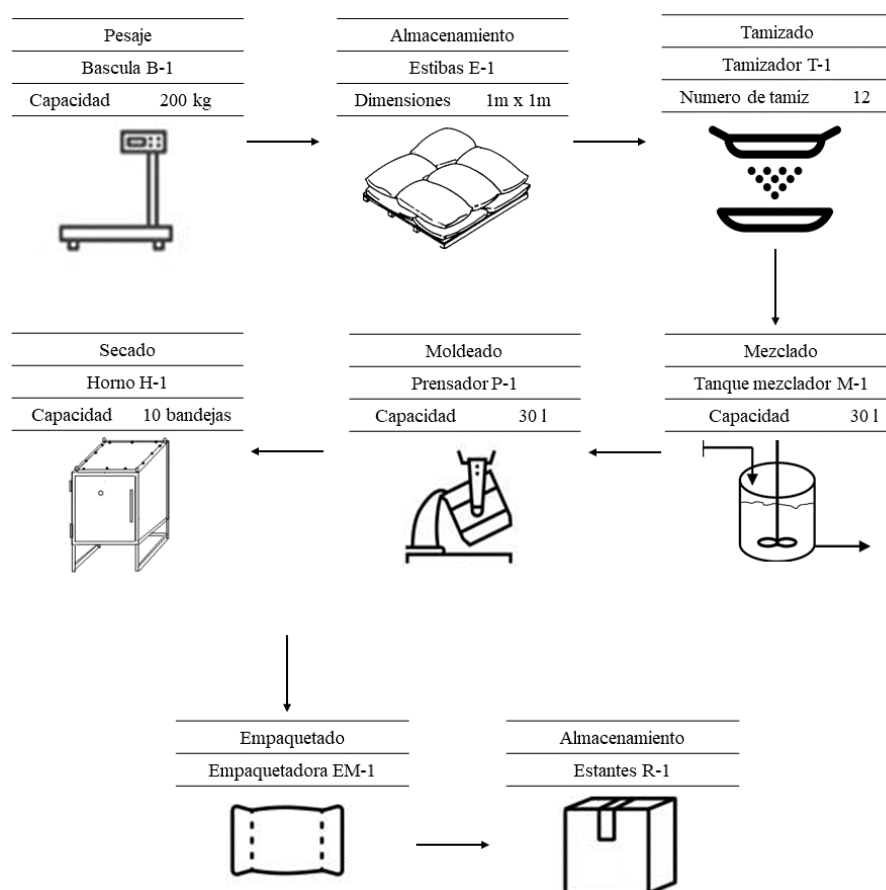 Pesaje
Bascula B-1
Capacidad 200 kg
Almacenamiento
Estibas E-1
Dimensiones 1m x 1m
Tamizado
Tamizador T-1
Numero de tamiz 12
Mezclado
Tanque mezclador M-1
Capacidad 30 l
Moldeado
Prensador P-1
Capacidad 30 l
Secado
Horno H-1
Capacidad 10 bandejas
Empaquetado
Empaquetadora EM-1
Almacenamiento
Estantes R-1